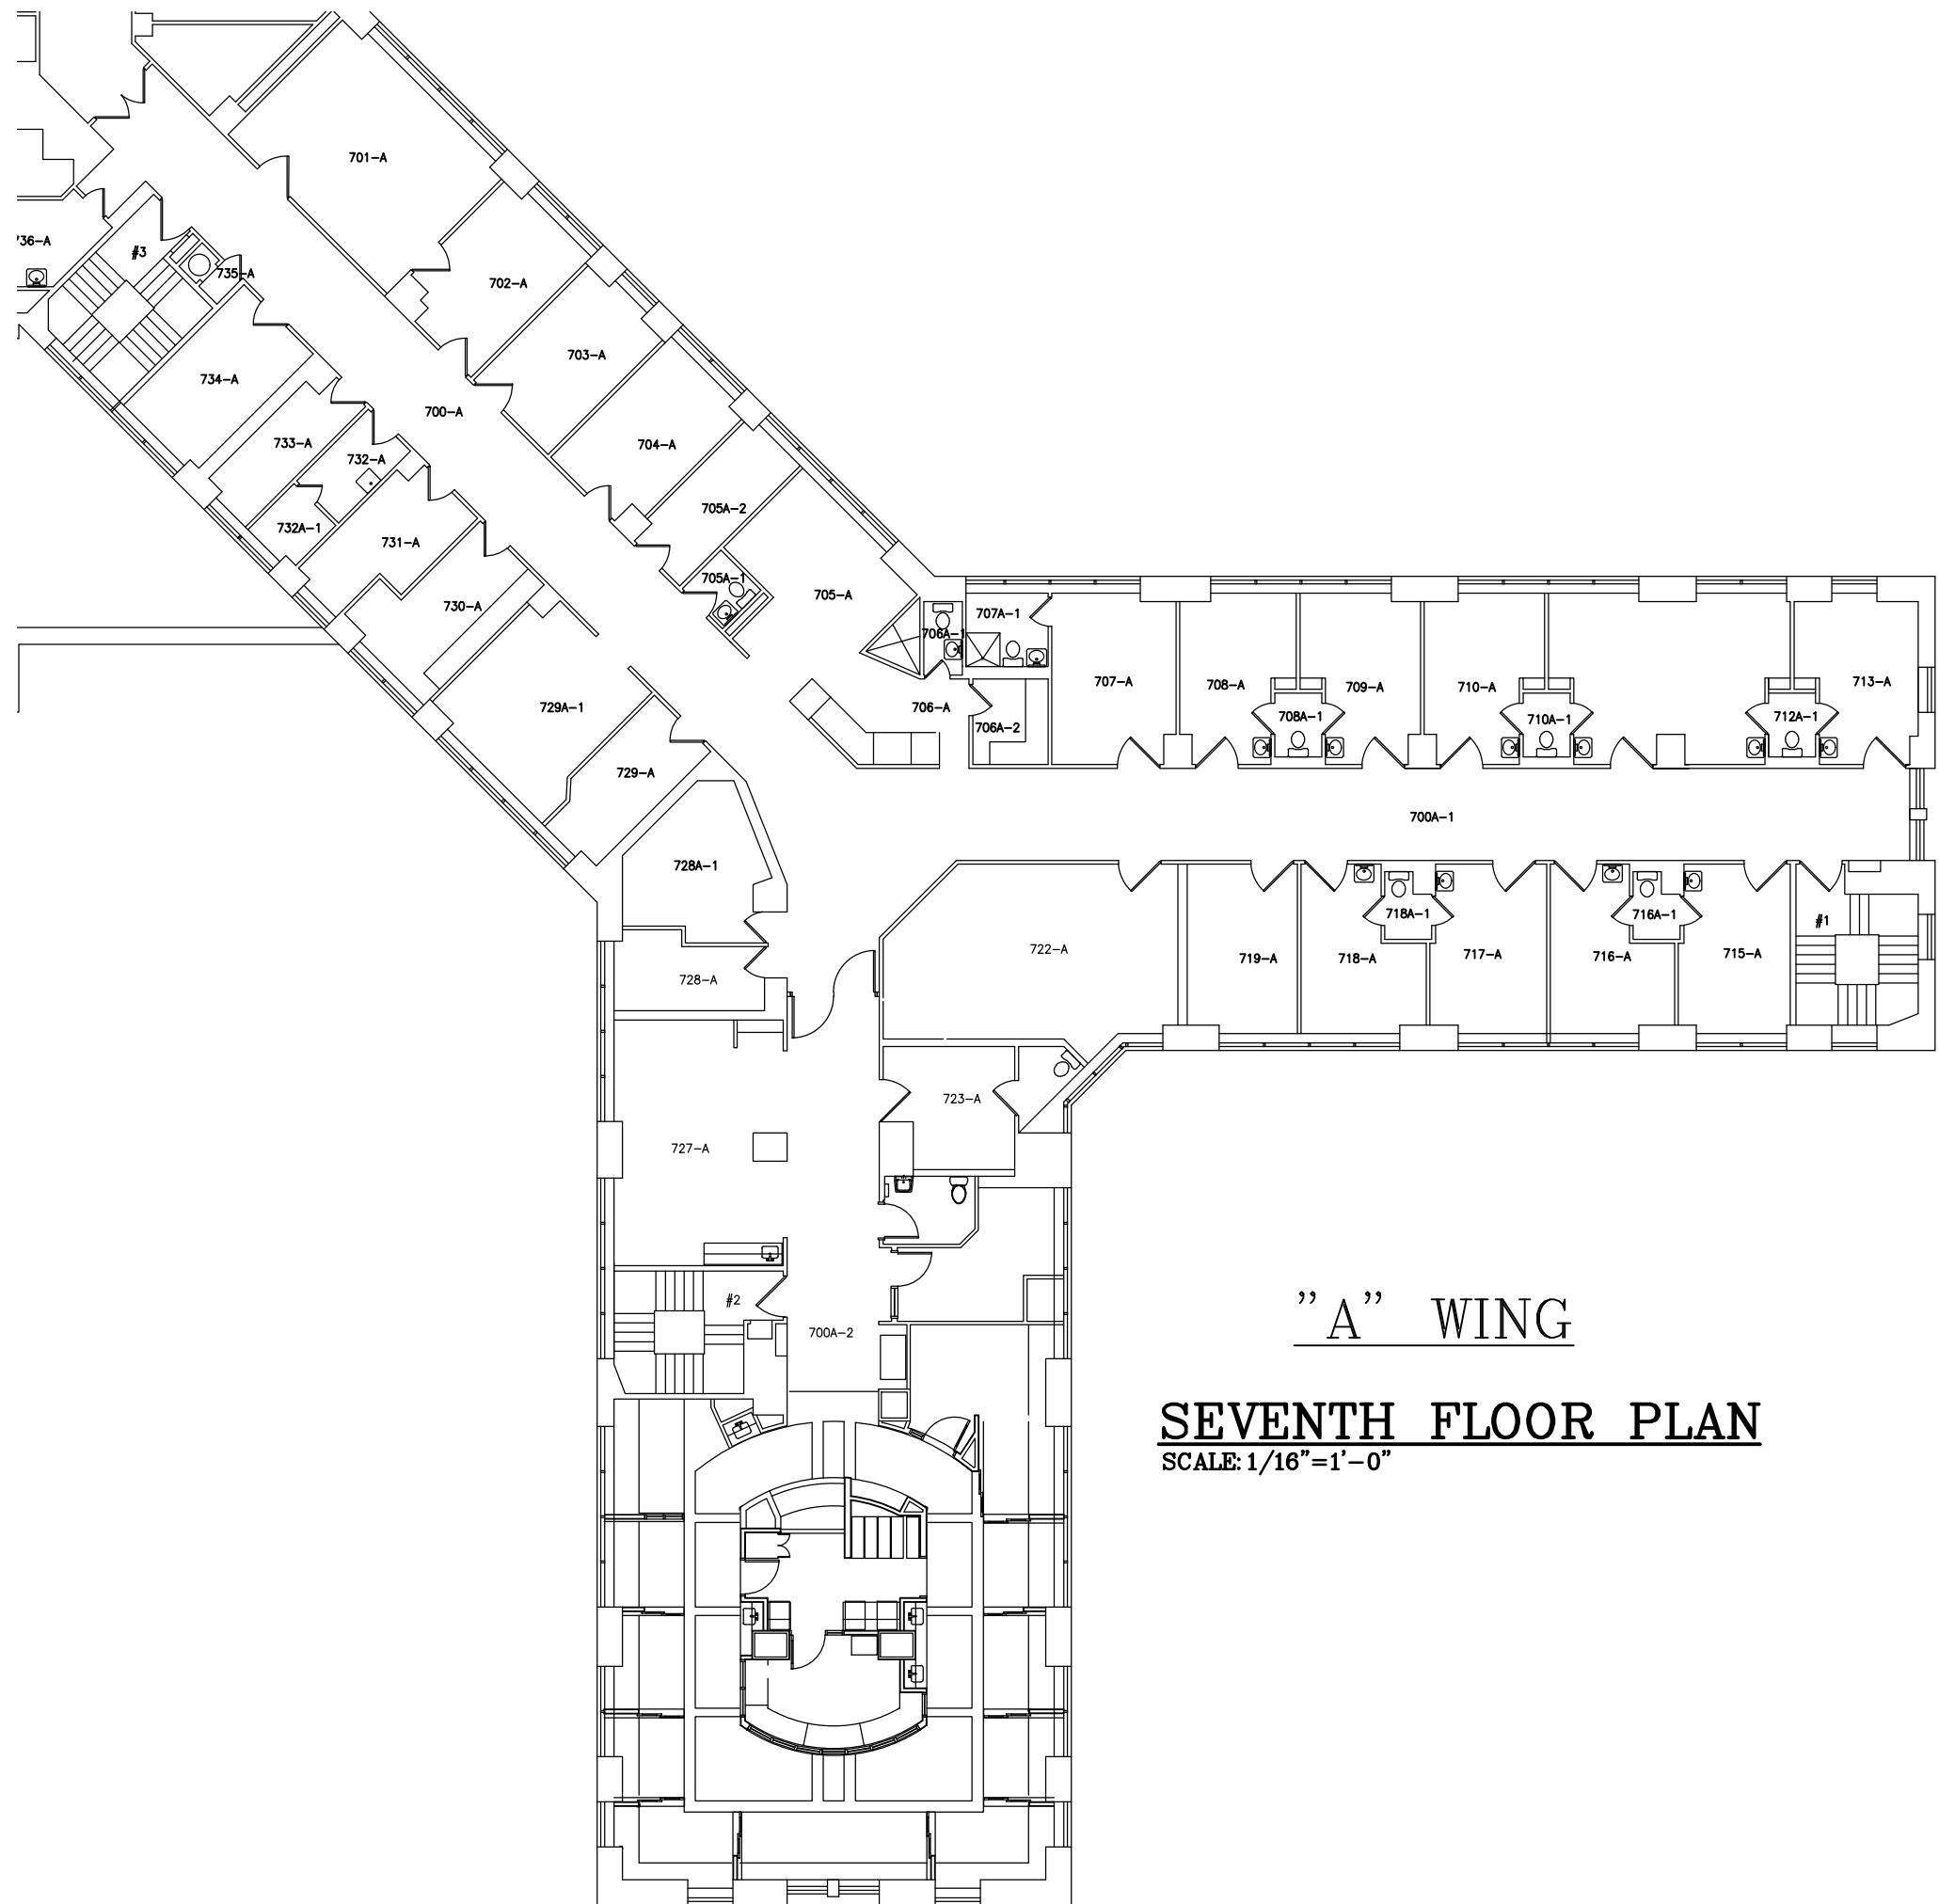 701-A
736-A
#3
735-A
702-A
703-A
734-A
700-A
733-A
704-A
732-A
705A-2
732A-1
731-A
705A-1
705-A
730-A
707A-1
706A-1
707-A
708-A
709-A
710-A
713-A
729A-1
706-A
706A-2
708A-1
710A-1
712A-1
729-A
700A-1
728A-1
718A-1
716A-1
#1
722-A
719-A
718-A
717-A
716-A
715-A
728-A
723-A
727-A
#2
700A-2
"A" WING
SEVENTH FLOOR PLAN
SCALE: 1/16"=1'-0"